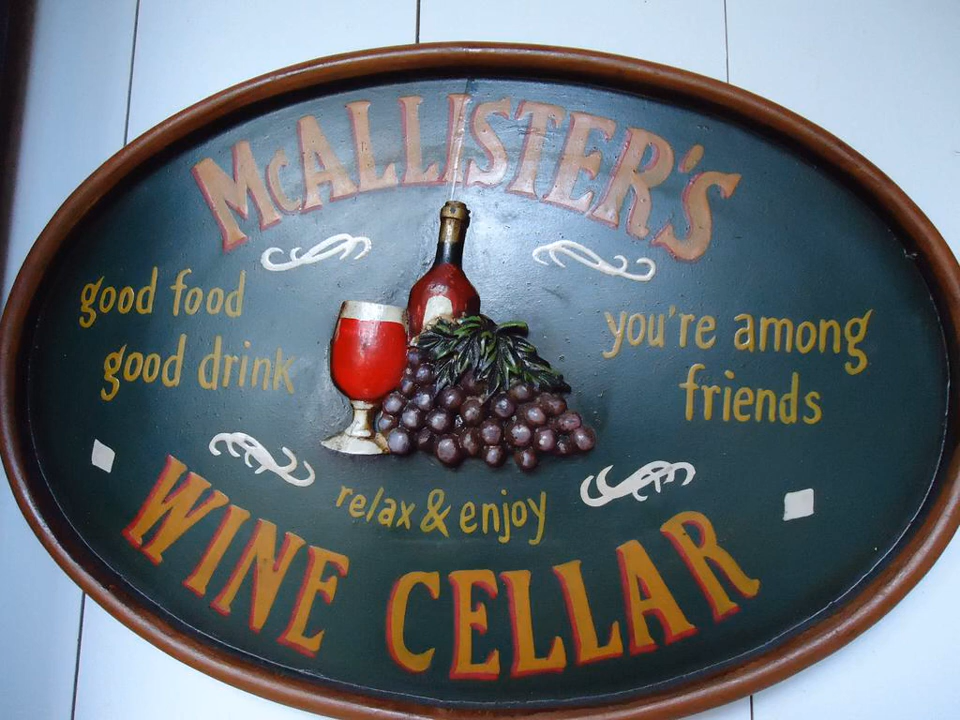 McALLISTER'S
good food
good drink
you're among
friends
relax & enjoy
WINE CELLAR